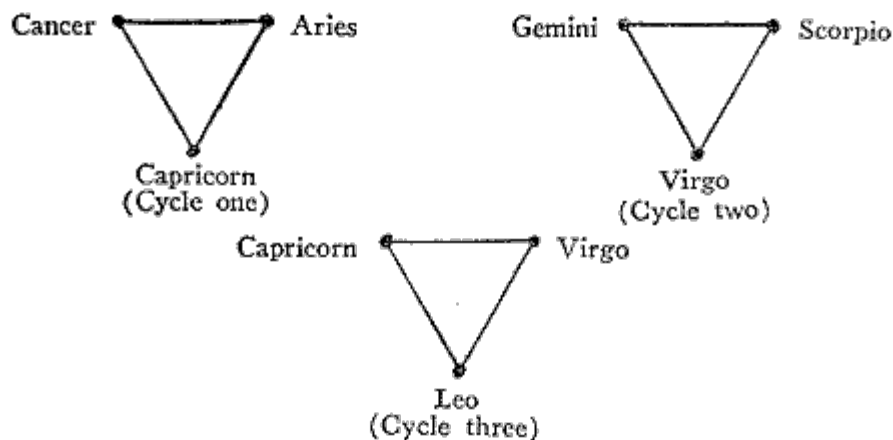 Cancer Aries Gemini Scorpio
Capricorn
(Cycle one)
Virgo
(Cycle two)
Capricorn Virgo
Leo
(Cycle three)